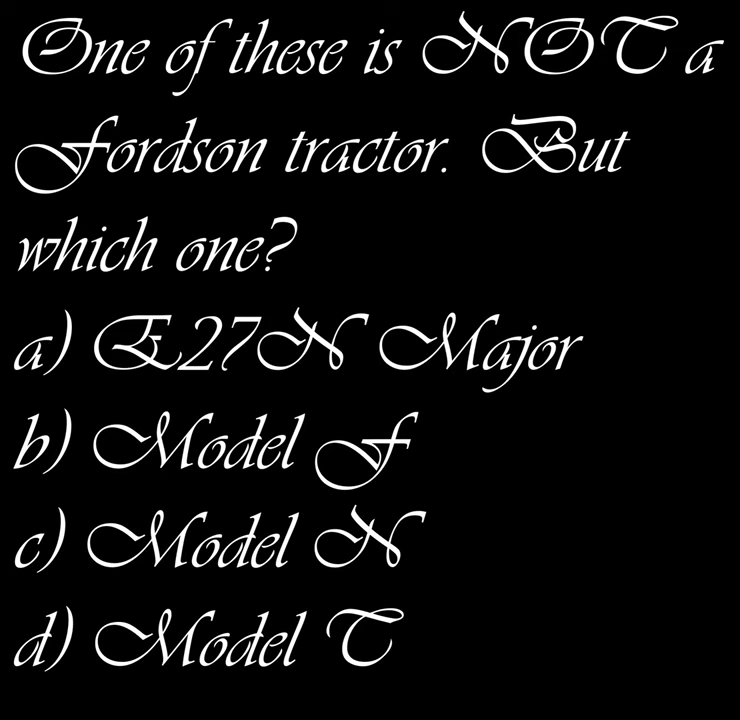 One of these is NOT a
Fordson tractor. But
which one?
a) E27N Major
b) Model F
c) Model N
d) Model T